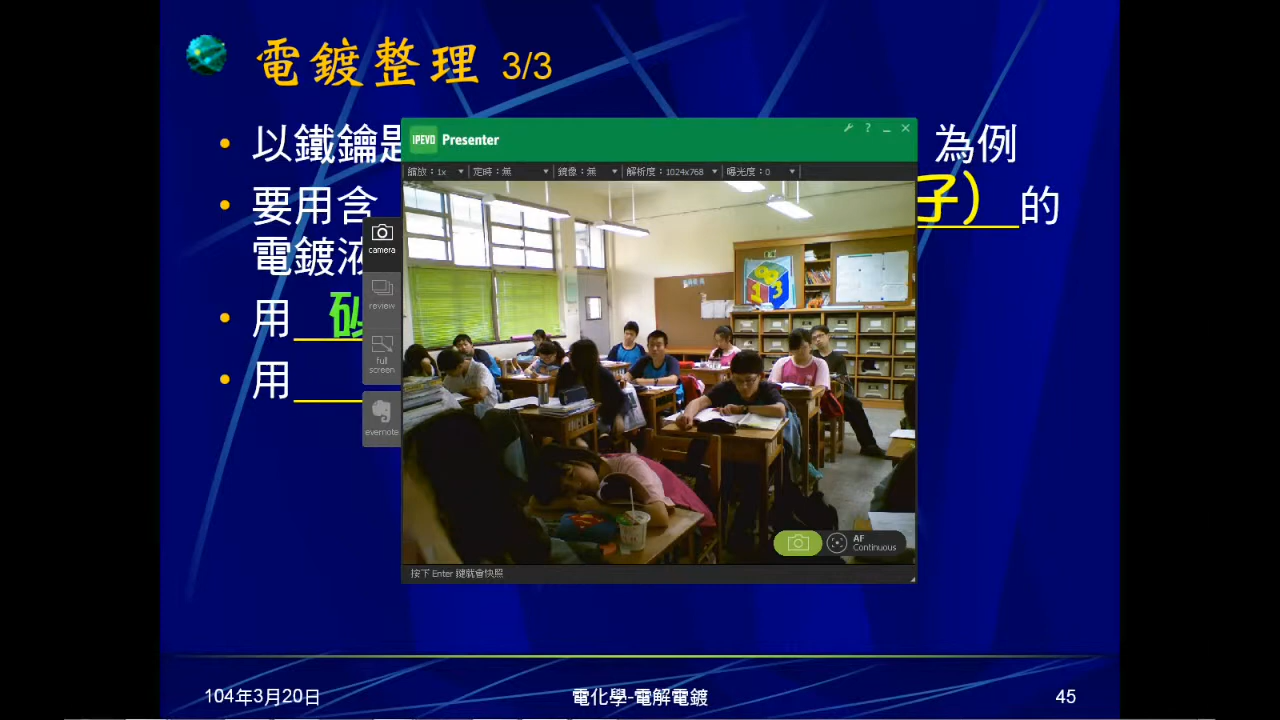 電鍍整理 3/3
• 以鐵鑰是
為例
• 要用含
子）
的
電鍍液
• 用
• 用
IPEVO Presenter
縮放：1x
定時：無
鏡像：無
解析度：1024x768
曝光度：0
camera
review
full
screen
evernote
AF
Continuous
按下 Enter 鍵就會快照
104年3月20日
電化學-電解電鍍
45